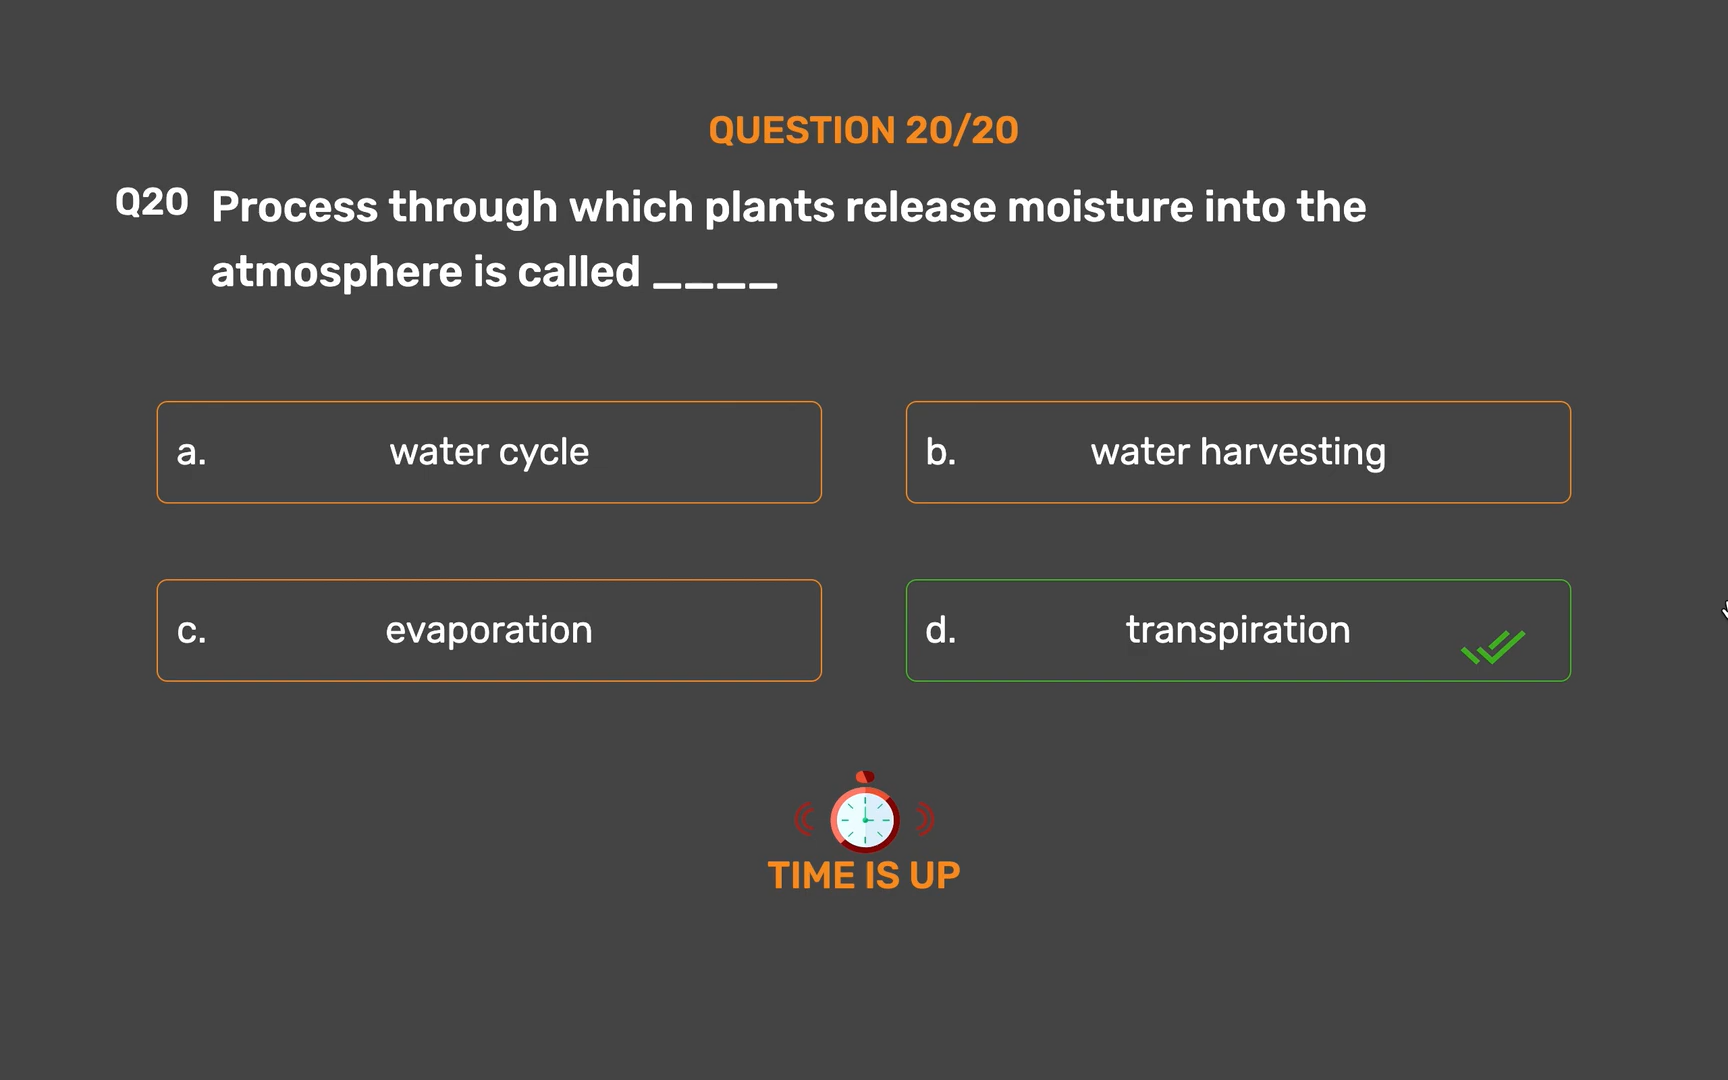 QUESTION 20/20
Q20 Process through which plants release moisture into the
atmosphere is called ____
a. water cycle
b. water harvesting
c. evaporation
d. transpiration
TIME IS UP